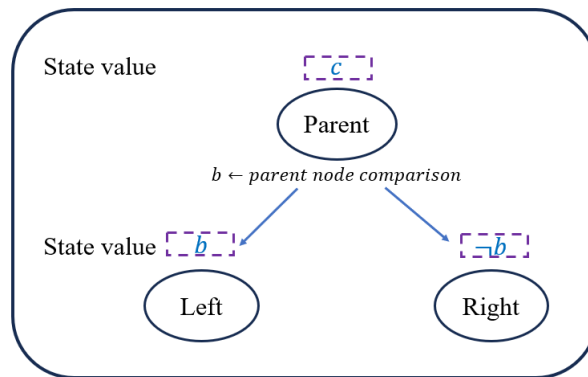 State value
c
Parent
b ← parent node comparison
State value b ¬b
Left Right